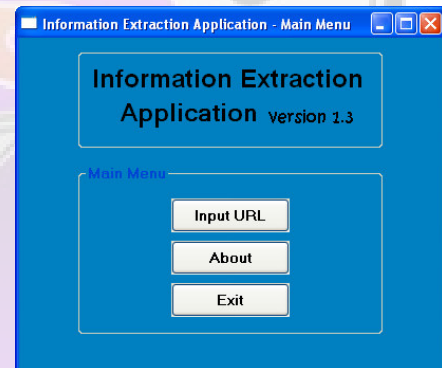 Information Extraction Application - Main Menu
Information Extraction
Application Version 1.3
Main Menu
Input URL
About
Exit